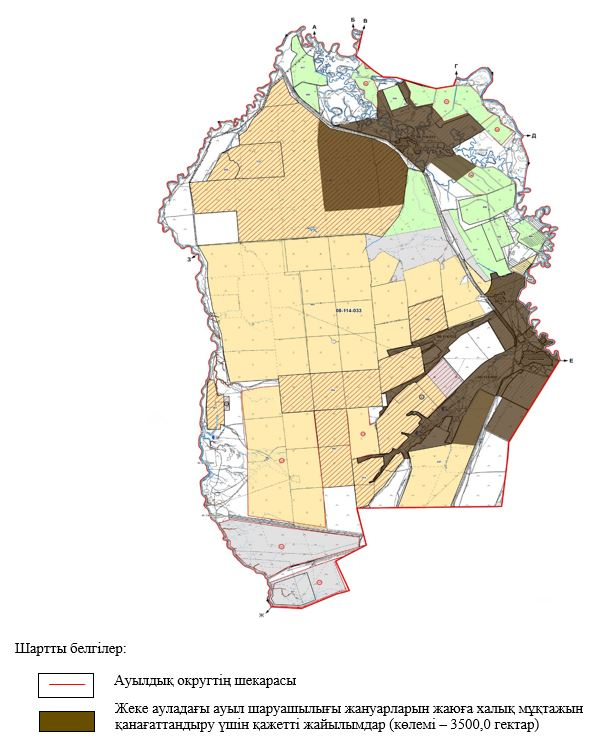 А
Б
В
Г
Д
З
08-114-033
Е
Ж
Шартты белгілер:
Ауылдық округтің шекарасы
Жеке ауладағы ауыл шаруашылығы жануарларын жаюға халық мұқтажын
қанағаттандыру үшін қажетті жайылымдар (көлемі – 3500,0 гектар)